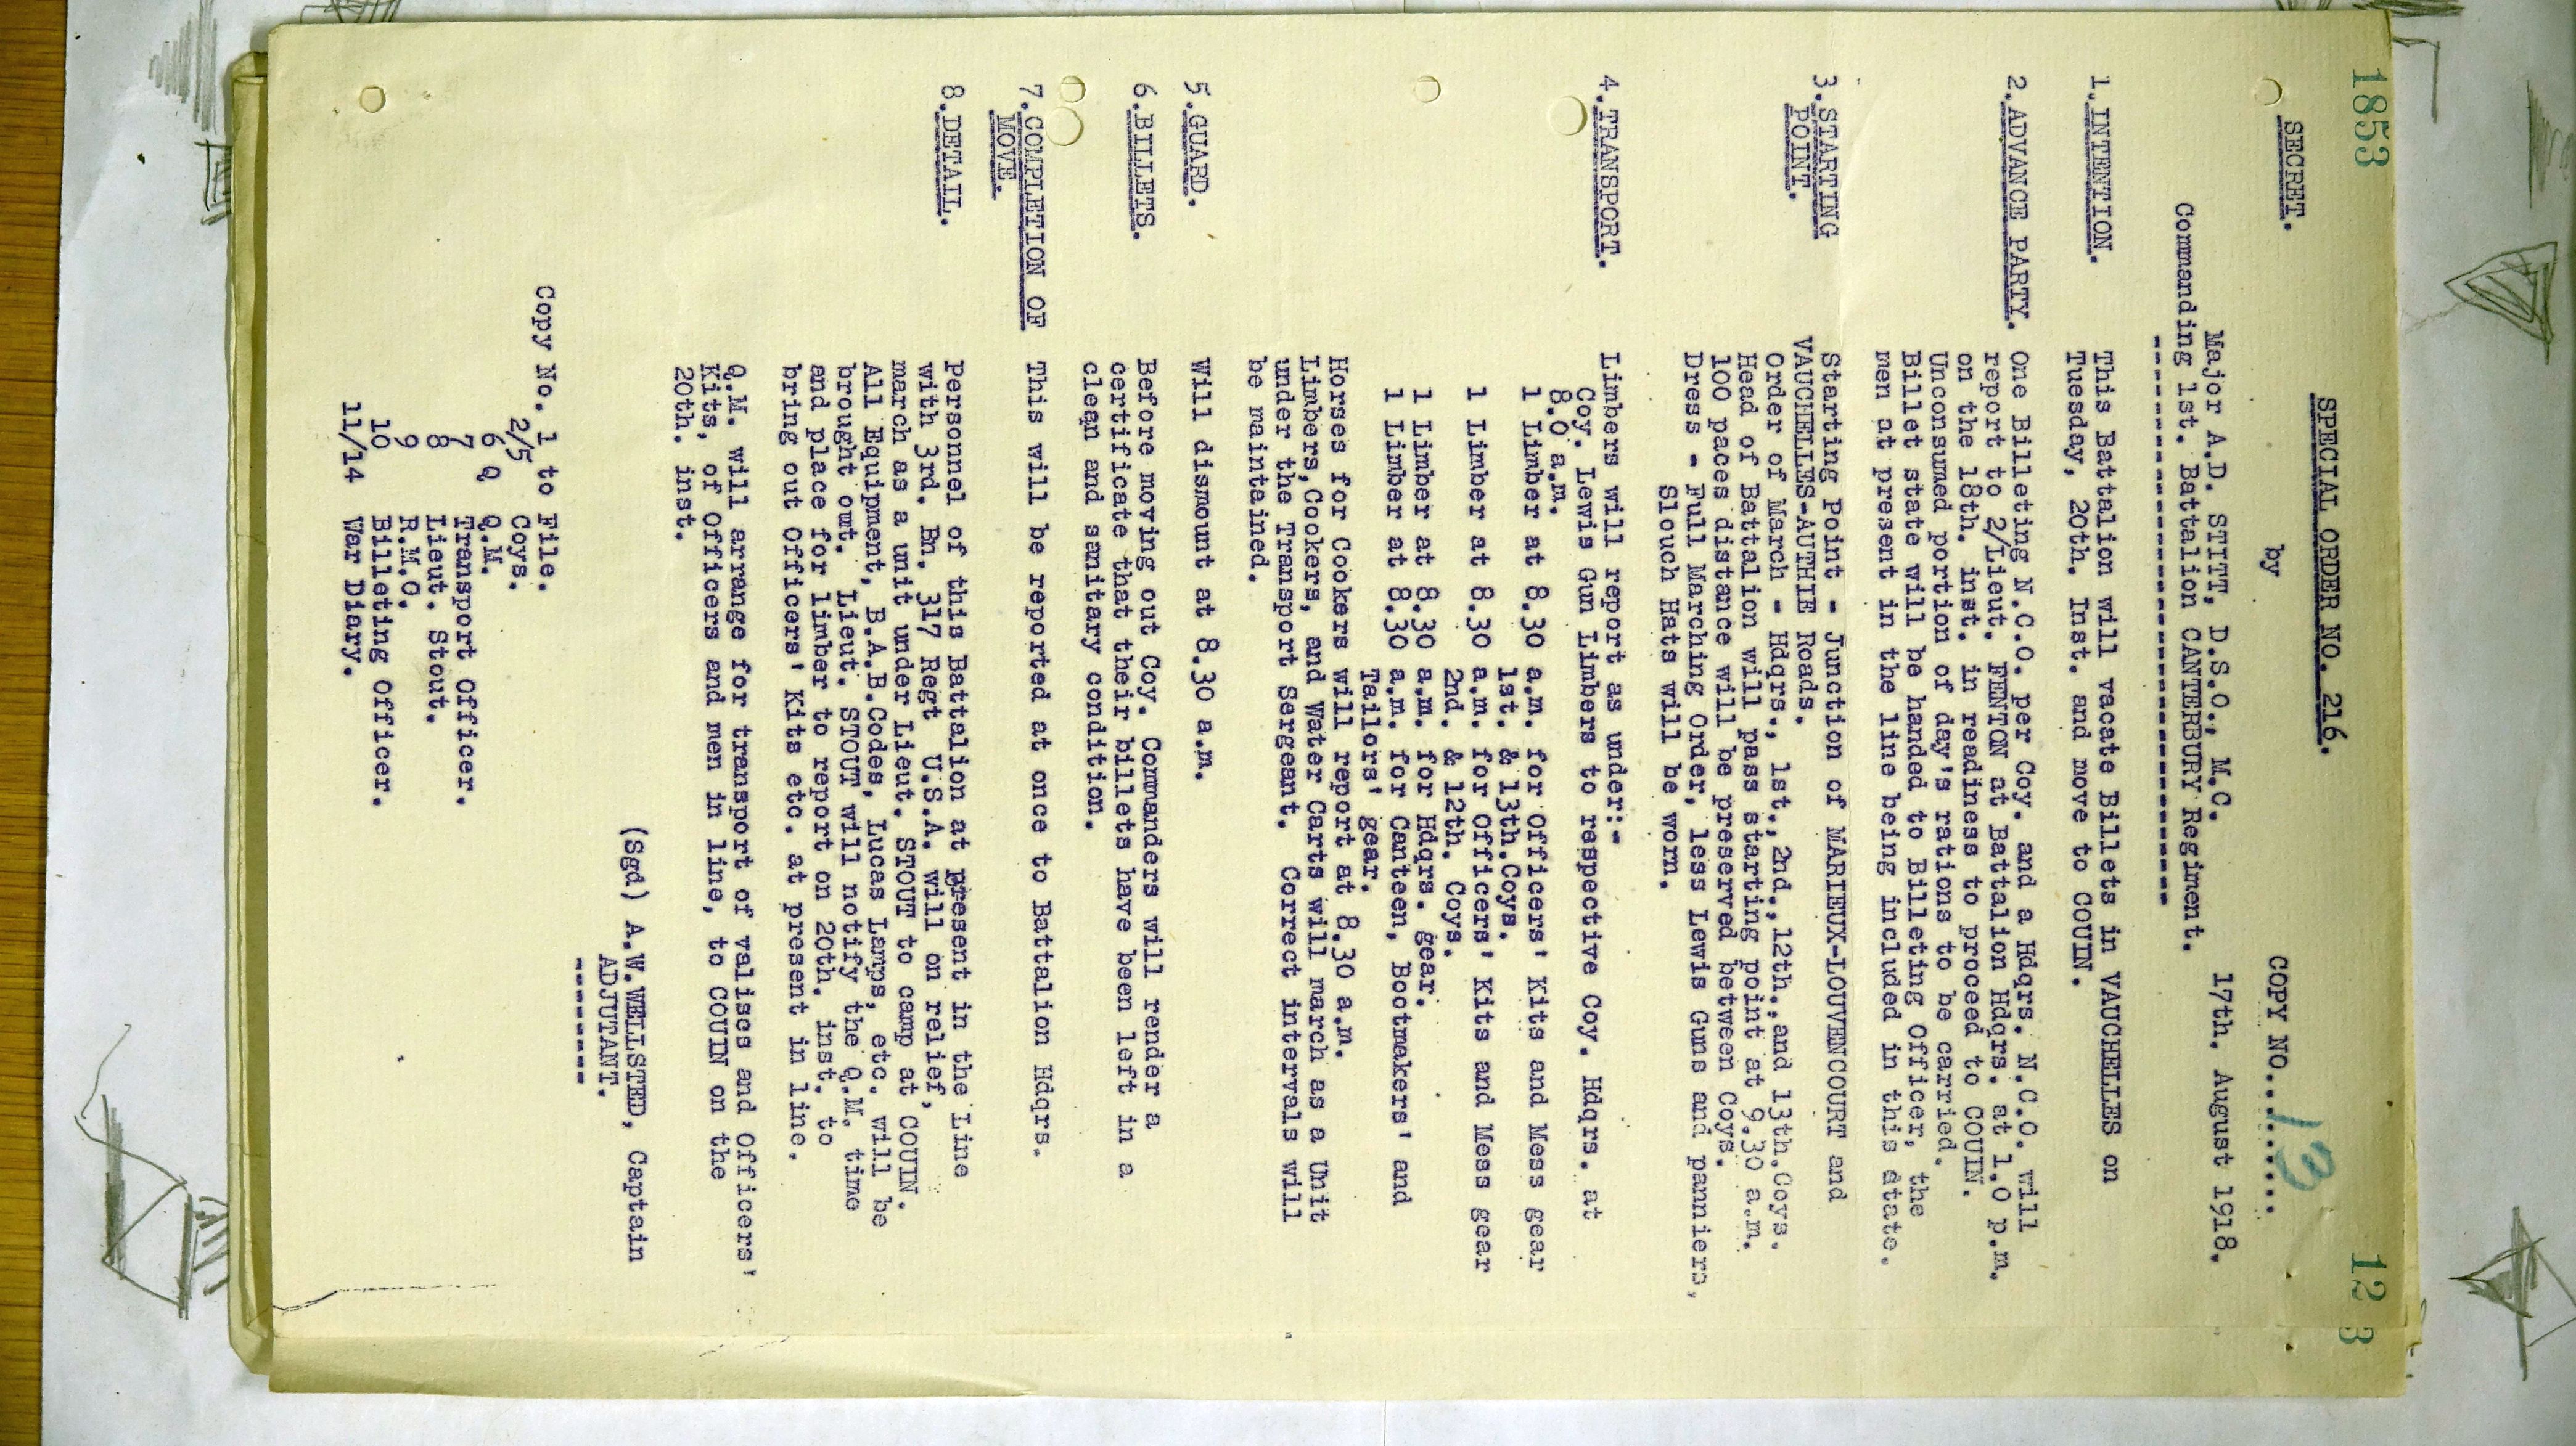 1853
12 3
SPECIAL ORDER NO. 216.
SECRET.
by
COPY NO. 13
Major A.D. STITT, D.S.O., M.C.
17th. August 1918.
Commanding 1st. Battalion CANTERBURY Regiment.
1. INTENTION. This Battalion will vacate Billets in VAUCHELLES on
Tuesday, 20th. Inst. and move to COUIN.
2. ADVANCE PARTY. One Billeting N.C.O. per Coy. and a Hdqrs. N.C.O. will
report to 2/Lieut. FENTON at Battalion Hdqrs. at 1.0 p.m.
on the 18th. inst. in readiness to proceed to COUIN.
Unconsumed portion of day's rations to be carried.
Billet state will be handed to Billeting Officer, the
men at present in the line being included in this state.
3. STARTING Starting Point - Junction of MARIEUX-LOUVENCOURT and
POINT. VAUCHELLES-AUTHIE Roads.
Order of March - Hdqrs., 1st., 2nd., 12th., and 13th.Coys.
Head of Battalion will pass starting point at 9.30 a.m.
100 paces distance will be preserved between Coys.
Dress - Full Marching Order, less Lewis Guns and panniers,
Slouch Hats will be worn.
4. TRANSPORT. Limbers will report as under:-
Coy. Lewis Gun Limbers to respective Coy. Hdqrs. at
8.0 a.m.
1 Limber at 8.30 a.m. for Officers' Kits and Mess gear
1st. & 13th.Coys.
1 Limber at 8.30 a.m. for Officers' Kits and Mess gear
2nd. & 12th. Coys.
1 Limber at 8.30 a.m. for Hdqrs. gear.
1 Limber at 8.30 a.m. for Canteen, Bootmakers' and
Tailors' gear.
Horses for Cookers will report at 8.30 a.m.
Limbers, Cookers, and Water Carts will march as a Unit
under the Transport Sergeant. Correct intervals will
be maintained.
5. GUARD. Will dismount at 8.30 a.m.
6. BILLETS. Before moving out Coy. Commanders will render a
certificate that their billets have been left in a
clean and sanitary condition.
7. COMPLETION OF This will be reported at once to Battalion Hdqrs.
MOVE.
8. DETAIL. Personnel of this Battalion at present in the Line
with 3rd. Bn. 317 Regt U.S.A. will on relief,
march as a unit under Lieut. STOUT to camp at COUIN.
All Equipment, B.A.B.Codes, Lucas Lamps, etc. will be
brought out. Lieut. STOUT will notify the Q.M. time
and place for limber to report on 20th. inst. to
bring out Officers' Kits etc. at present in line.
Q.M. will arrange for transport of valises and Officers'
Kits, of Officers and men in line, to COUIN on the
20th. inst.
(Sgd) A.W.WELLSTED, Captain
ADJUTANT.
Copy No. 1 to File.
2/5 Coys.
6 Q Q.M.
7 Transport Officer.
8 Lieut. Stout.
9 R.M.O.
10 Billeting Officer.
11/14 War Diary.